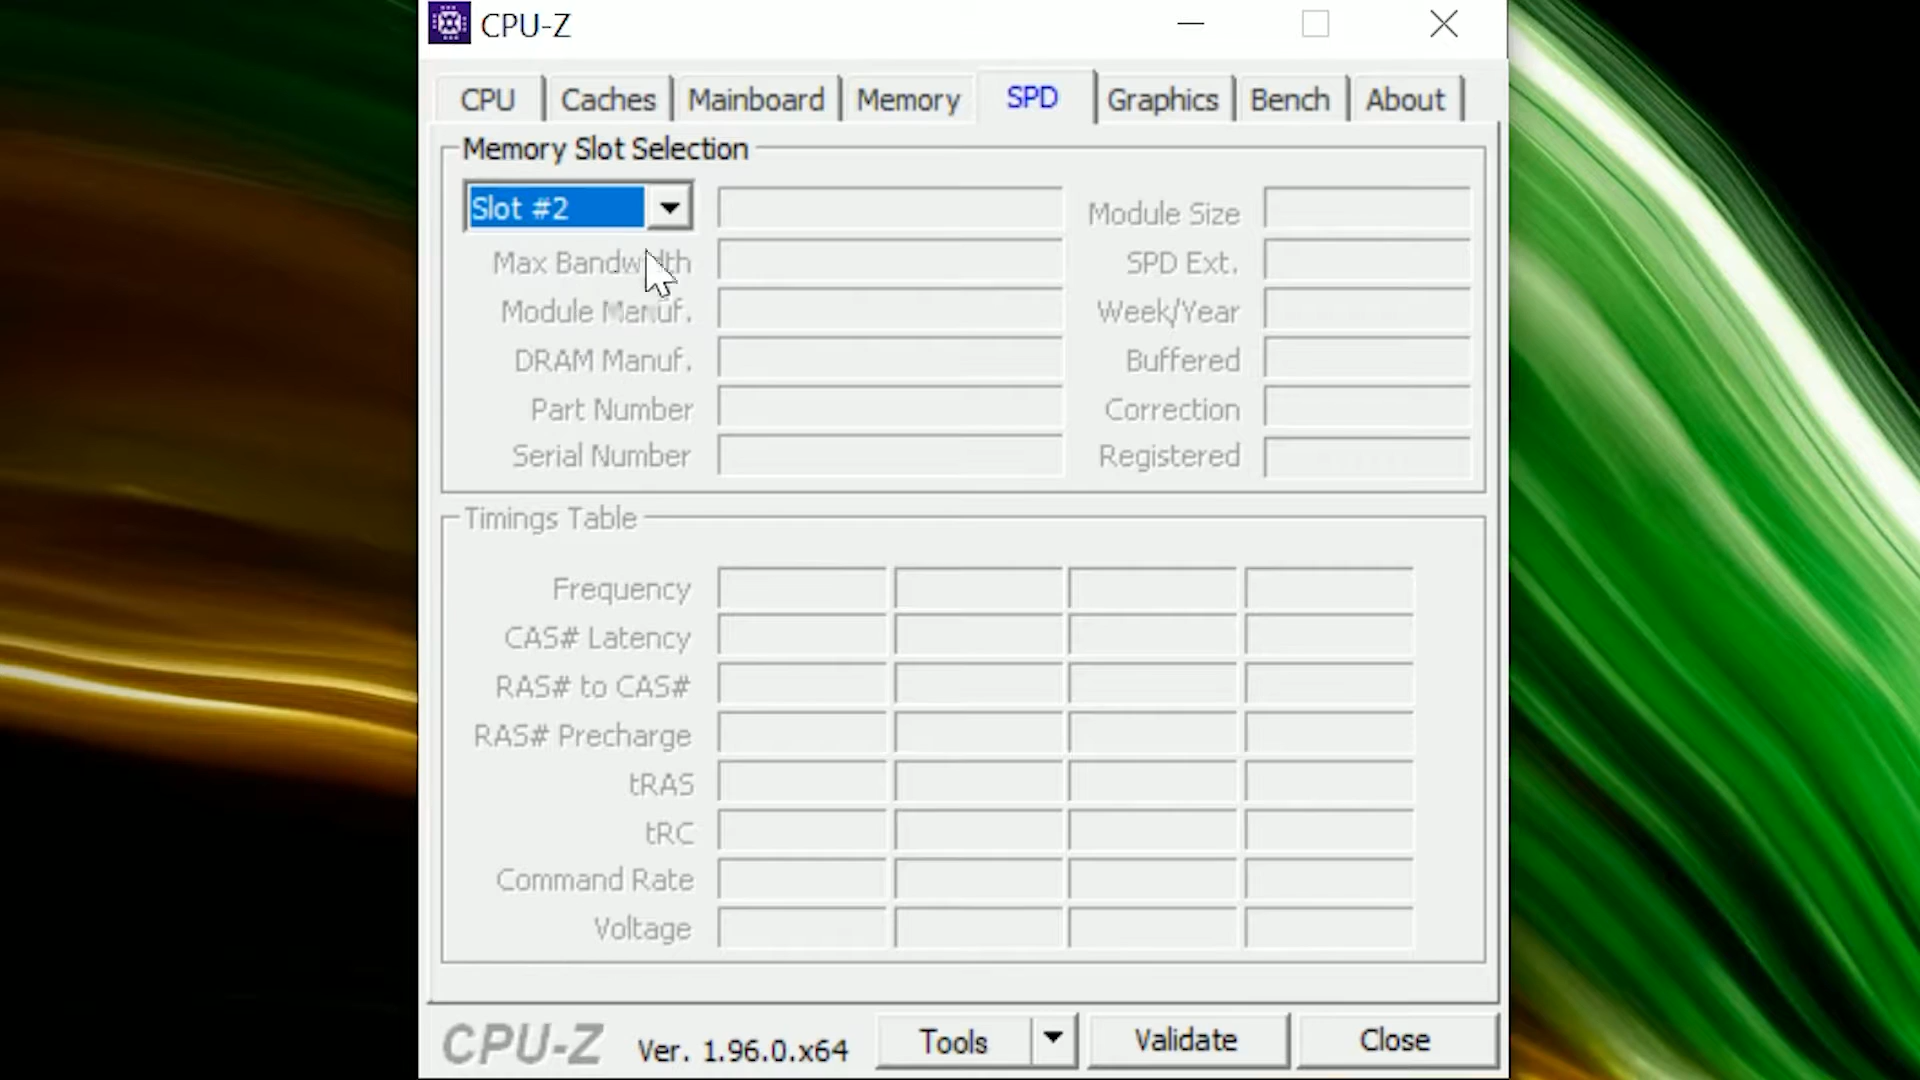 CPU-Z
CPU Caches Mainboard Memory SPD Graphics Bench About
Memory Slot Selection
Slot #2 Module Size
Max Bandwidth SPD Ext.
Module Manuf. Week/Year
DRAM Manuf. Buffered
Part Number Correction
Serial Number Registered
Timings Table
Frequency
CAS# Latency
RAS# to CAS#
RAS# Precharge
tRAS
tRC
Command Rate
Voltage
CPU-Z Ver. 1.96.0.x64 Tools Validate Close